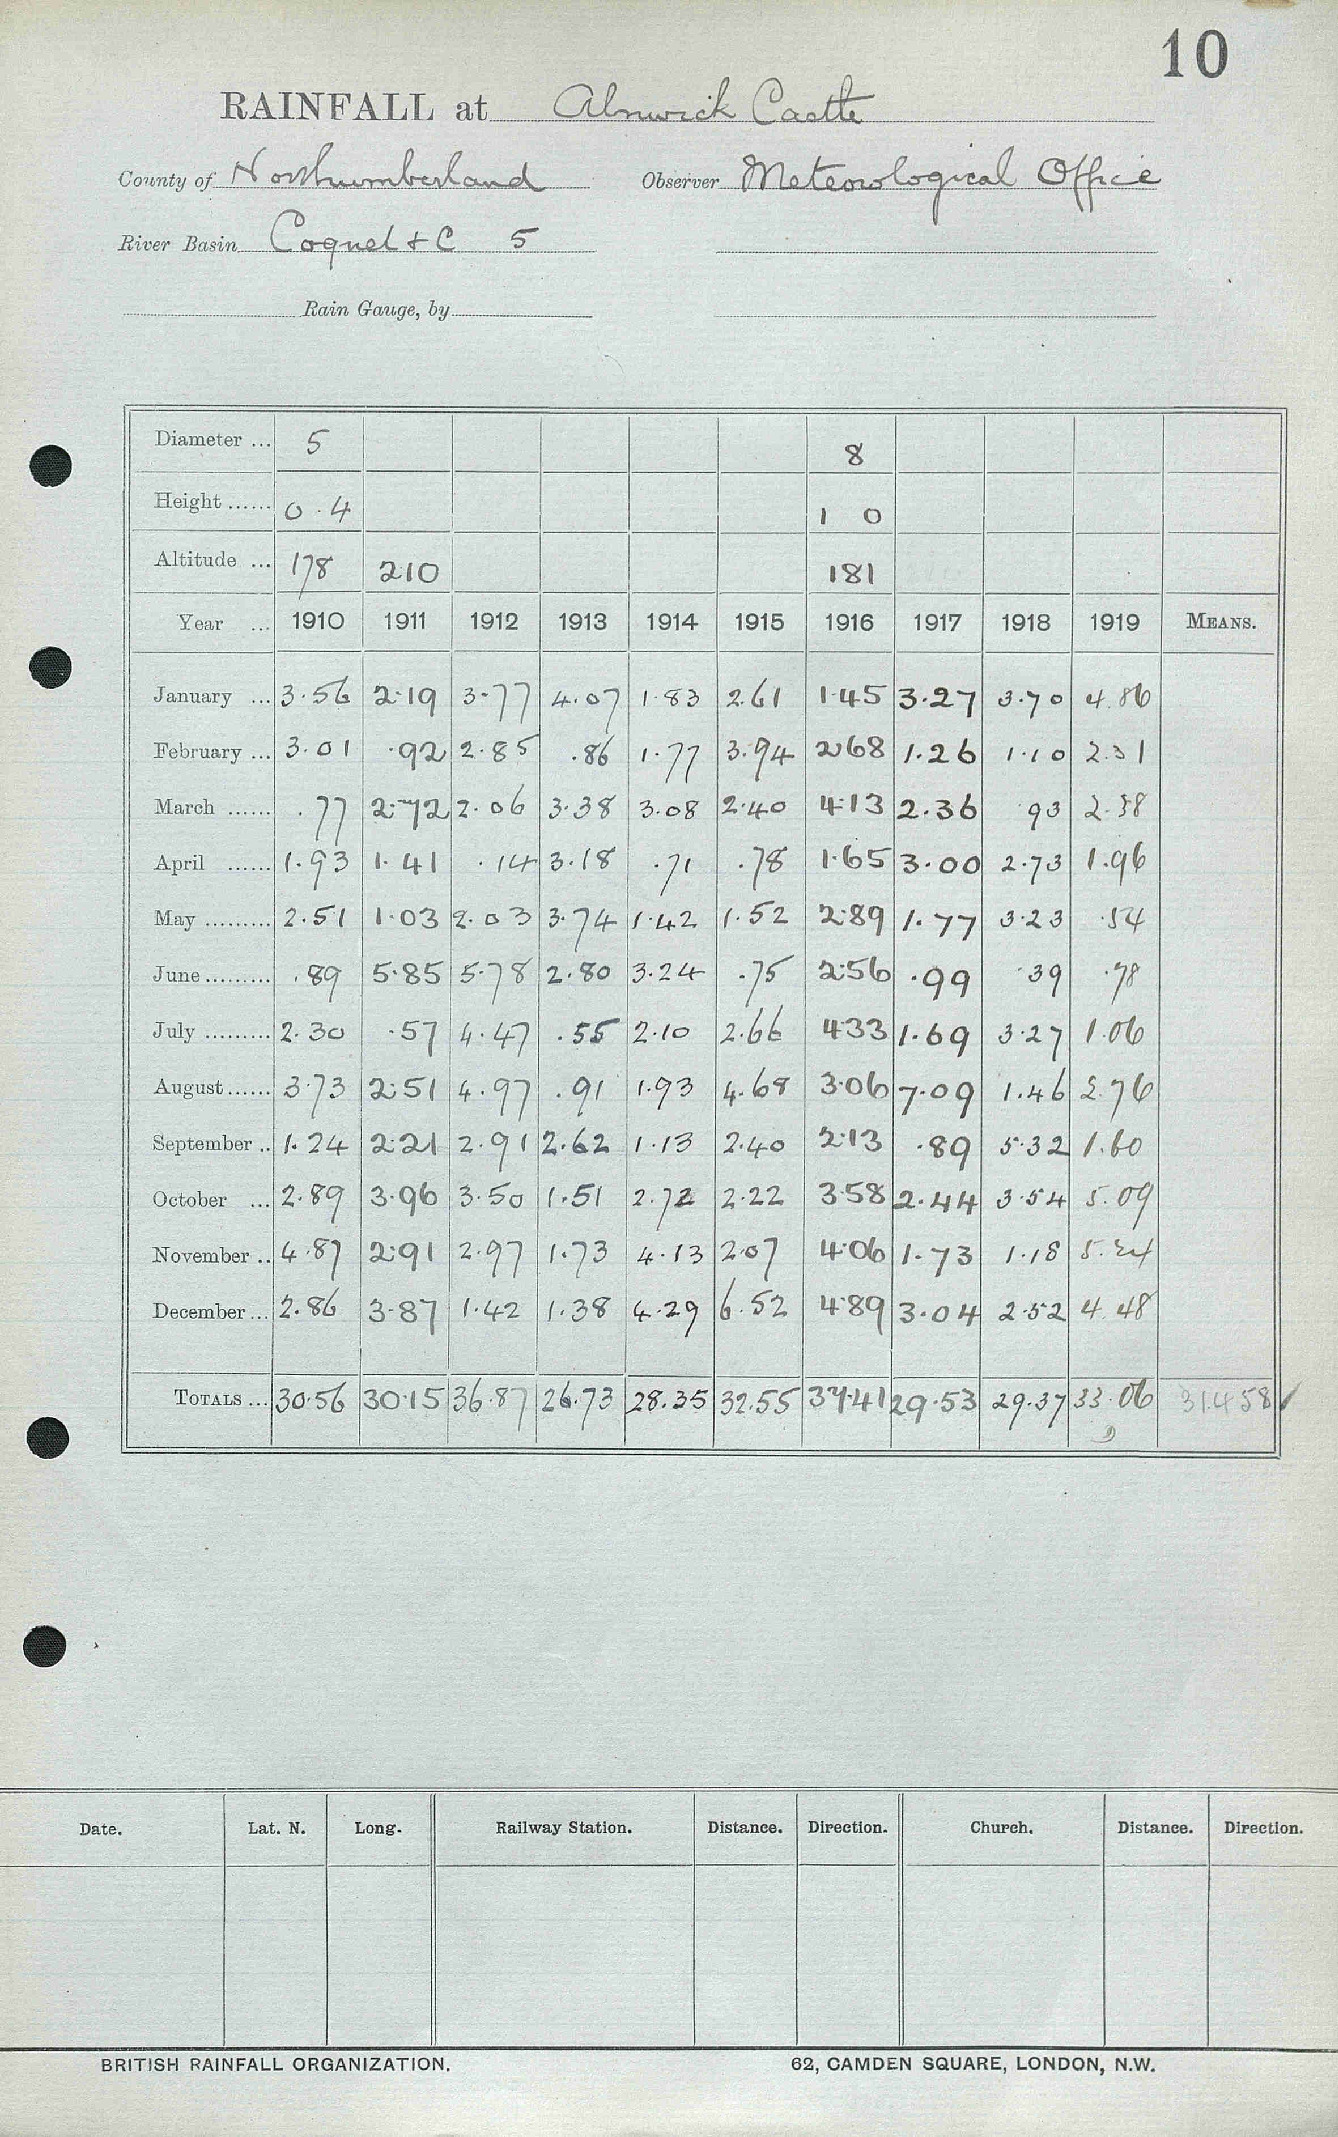 10
RAINFALL at Alnwick Castle
County of Northumberland Observer Meteorological Office
River Basin Coquet & C 5
Rain Gauge, by
Diameter ... 5 8
Height ...... 0.4 1 0
Altitude ... 178 210 181
Year ... 1910 1911 1912 1913 1914 1915 1916 1917 1918 1919 MEANS.
January ... 3.56 2.19 3.77 4.07 1.83 2.61 1.45 3.27 3.70 4.86
February ... 3.01 .92 2.85 .86 1.77 3.94 2.68 1.26 1.10 2.31
March ...... .77 2.72 2.06 3.38 3.08 2.40 4.13 2.36 .93 2.38
April ...... 1.93 1.41 .14 3.18 .71 .78 1.65 3.00 2.73 1.96
May ......... 2.51 1.03 2.03 3.74 1.42 1.52 2.89 1.77 3.23 .54
June ......... .89 5.85 5.78 2.80 3.24 .75 2.56 .99 .39 .78
July ......... 2.30 .57 4.47 .55 2.10 2.66 4.33 1.69 3.27 1.06
August ...... 3.73 2.51 4.97 .91 1.93 4.68 3.06 7.09 1.46 2.76
September .. 1.24 2.21 2.91 2.62 1.13 2.40 2.13 .89 5.32 1.60
October ... 2.89 3.96 3.50 1.51 2.72 2.22 3.58 2.44 3.54 5.09
November .. 4.87 2.91 2.97 1.73 4.13 2.07 4.06 1.73 1.18 5.24
December ... 2.86 3.87 1.42 1.38 4.29 6.52 4.89 3.04 2.52 4.48
TOTALS ... 30.56 30.15 36.87 26.73 28.35 32.55 37.41 29.53 29.37 33.06 31.458 ✓
Date. Lat. N. Long. Railway Station. Distance. Direction. Church. Distance. Direction.
BRITISH RAINFALL ORGANIZATION. 62, CAMDEN SQUARE, LONDON, N.W.